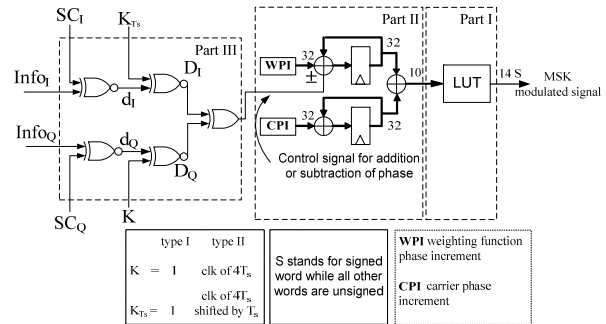 SC_I
K_Ts
Part III
Part II
Part I
Info_I
d_I
D_I
WPI
32
32
±
10
LUT
14 S
MSK
modulated signal
CPI
32
32
Info_Q
d_Q
D_Q
SC_Q
K
Control signal for addition
or subtraction of phase
type I type II
K = 1 clk of 4T_s
clk of 4T_s
K_Ts = 1 shifted by T_s
S stands for signed
word while all other
words are unsigned
WPI weighting function
phase increment
CPI carrier phase
increment